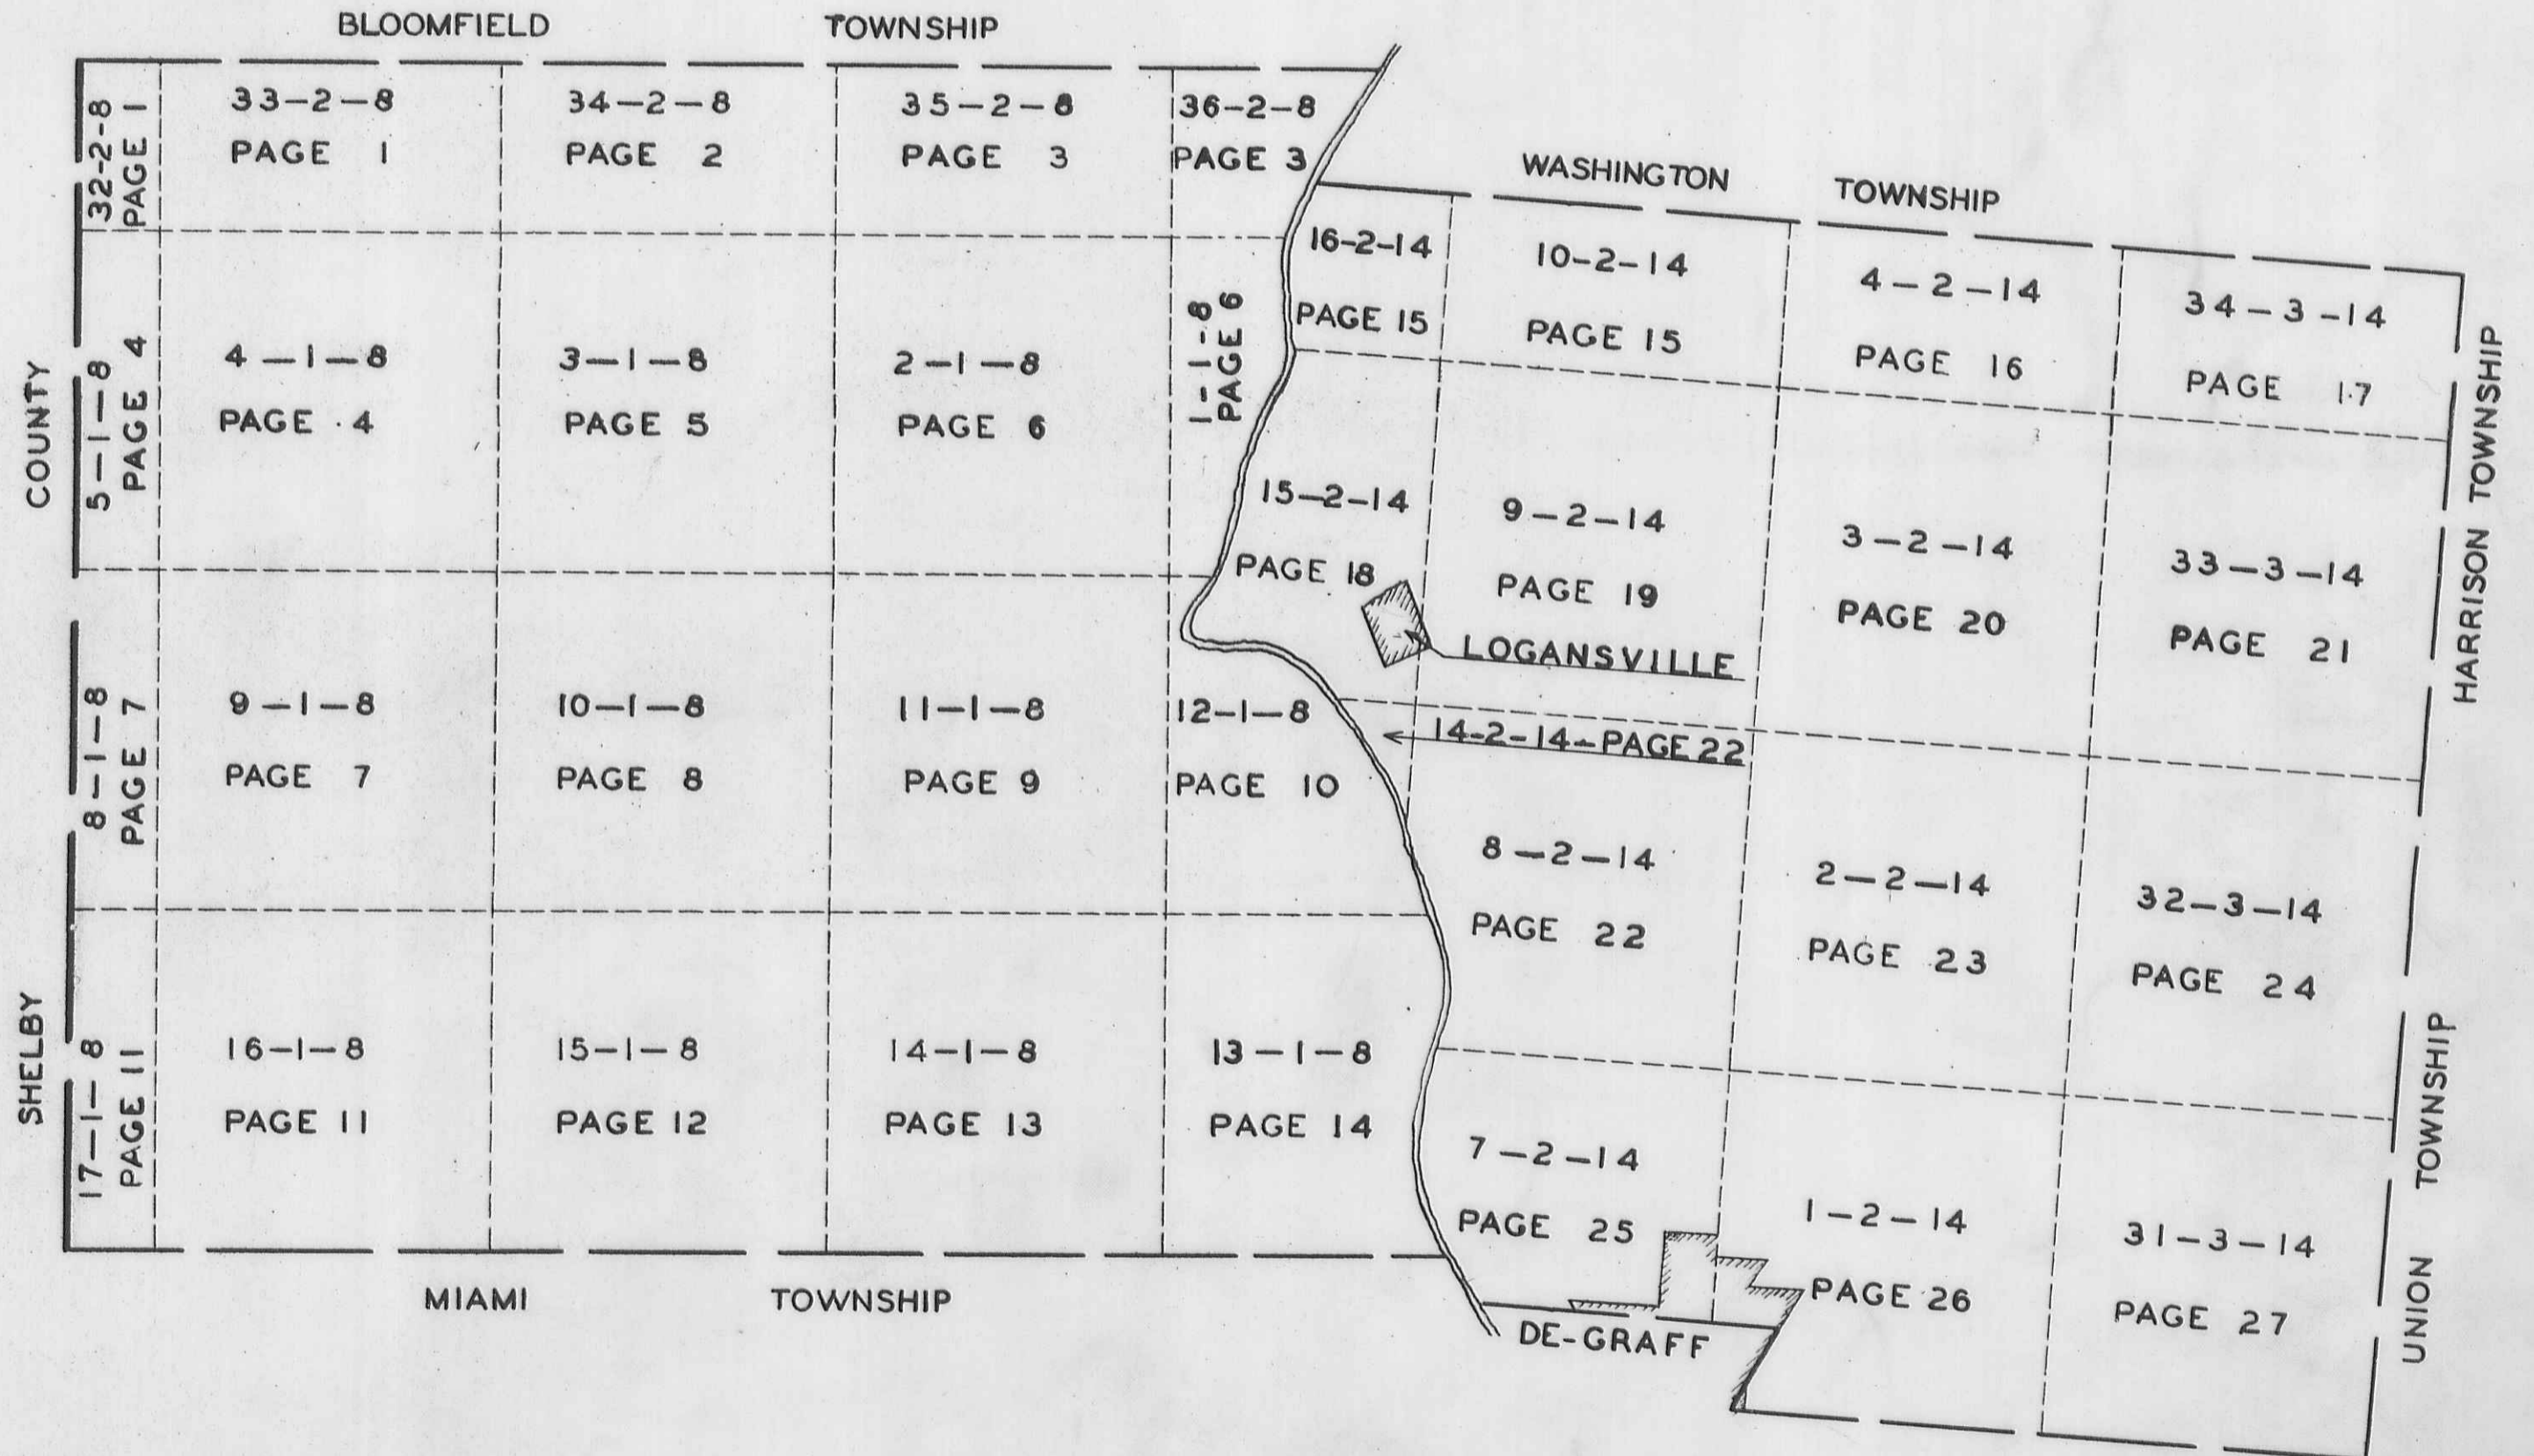 BLOOMFIELD TOWNSHIP
32-2-8
PAGE 1
33-2-8
PAGE 1
34-2-8
PAGE 2
35-2-8
PAGE 3
36-2-8
PAGE 3
WASHINGTON TOWNSHIP
16-2-14
PAGE 15
10-2-14
PAGE 15
4-2-14
PAGE 16
34-3-14
PAGE 17
HARRISON TOWNSHIP
COUNTY
5-1-8
PAGE 4
4-1-8
PAGE 4
3-1-8
PAGE 5
2-1-8
PAGE 6
1-1-8
PAGE 6
15-2-14
PAGE 18
9-2-14
PAGE 19
LOGANSVILLE
3-2-14
PAGE 20
33-3-14
PAGE 21
8-1-8
PAGE 7
9-1-8
PAGE 7
10-1-8
PAGE 8
11-1-8
PAGE 9
12-1-8
PAGE 10
14-2-14-PAGE 22
8-2-14
PAGE 22
2-2-14
PAGE 23
32-3-14
PAGE 24
SHELBY
17-1-8
PAGE 11
16-1-8
PAGE 11
15-1-8
PAGE 12
14-1-8
PAGE 13
13-1-8
PAGE 14
7-2-14
PAGE 25
1-2-14
PAGE 26
31-3-14
PAGE 27
UNION TOWNSHIP
MIAMI TOWNSHIP
DE-GRAFF